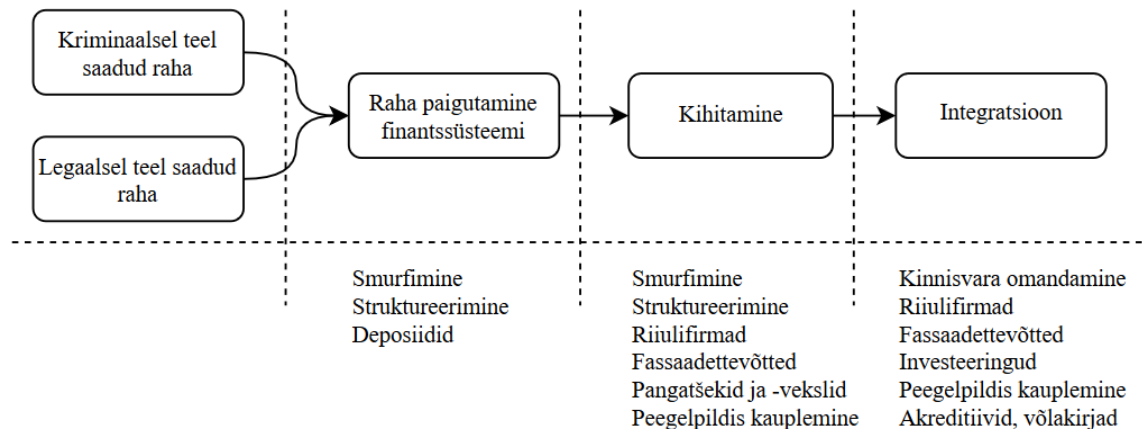 Kriminaalsel teel
saadud raha
Legaalsel teel saadud
raha
Raha paigutamine
finantssüsteemi
Kihitamine
Integratsioon
Smurfimine
Struktureerimine
Deposiidid
Smurfimine
Struktureerimine
Riiulifirmad
Fassaadettevõtted
Pangatšekid ja -vekslid
Peegelpildis kauplemine
Kinnisvara omandamine
Riiulifirmad
Fassaadettevõtted
Investeeringud
Peegelpildis kauplemine
Akreditiivid, võlakirjad